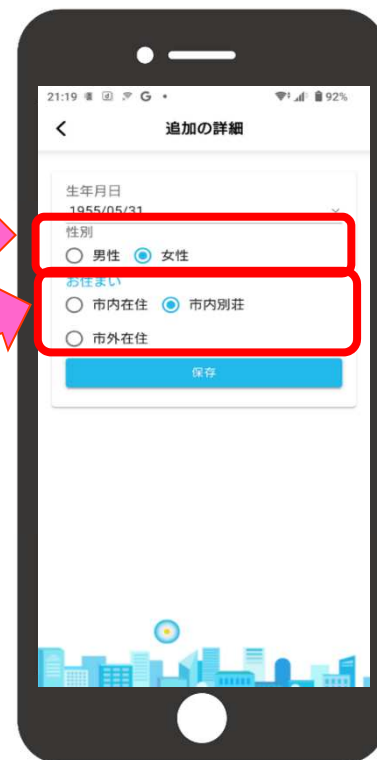 21:19 G • 92%
追加の詳細
生年月日
1955/05/31
性別
男性 女性
お住まい
市内在住 市内別荘
市外在住
保存